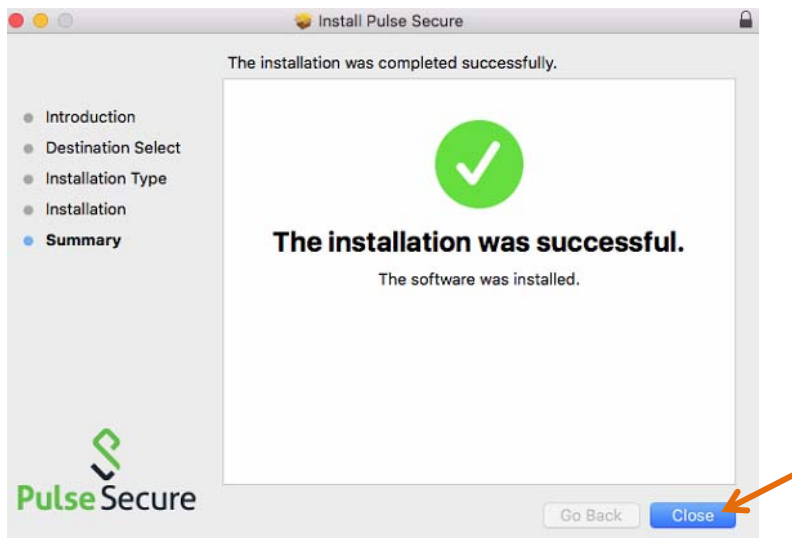 Install Pulse Secure
The installation was completed successfully.
Introduction
Destination Select
Installation Type
Installation
Summary
The installation was successful.
The software was installed.
Pulse Secure
Go Back
Close